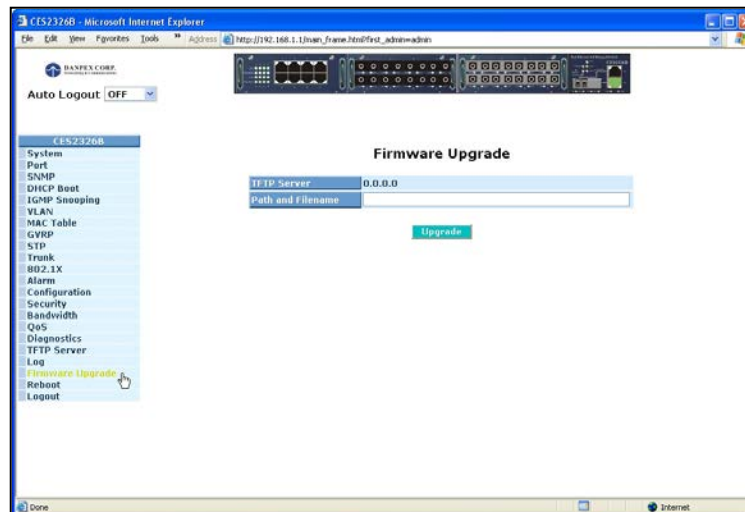 CES2326B - Microsoft Internet Explorer
File Edit View Favorites Tools » Address http://192.168.1.1/main_frame.html?first_admin=admin
DANPEX CORP.
Auto Logout OFF
CES2326B
System
Port
SNMP
DHCP Boot
IGMP Snooping
VLAN
MAC Table
GVRP
STP
Trunk
802.1X
Alarm
Configuration
Security
Bandwidth
QoS
Diagnostics
TFTP Server
Log
Firmware Upgrade
Reboot
Logout
Firmware Upgrade
TFTP Server 0.0.0.0
Path and Filename
Upgrade
Done
Internet